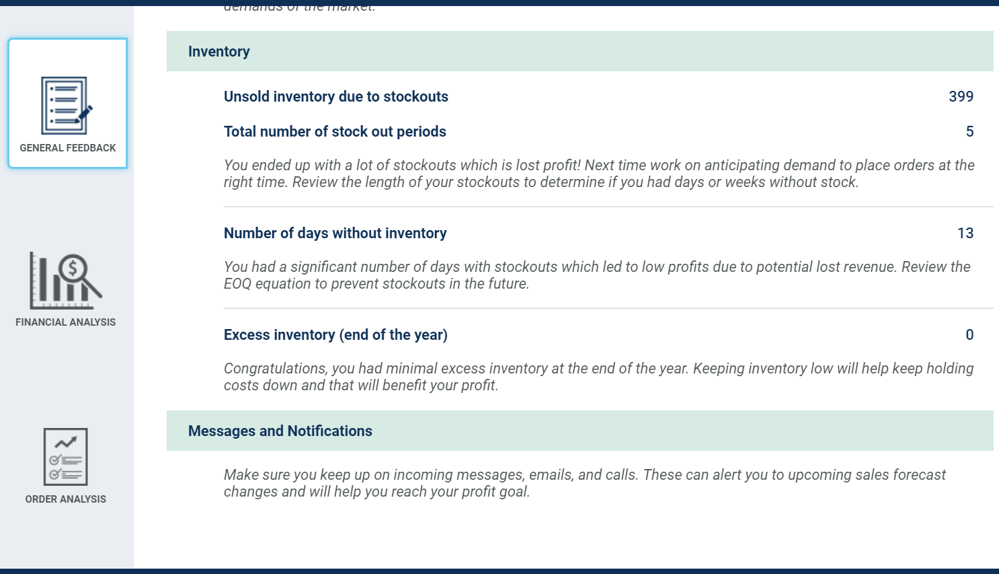 demands of the market.
Inventory
Unsold inventory due to stockouts 399
Total number of stock out periods 5
You ended up with a lot of stockouts which is lost profit! Next time work on anticipating demand to place orders at the
right time. Review the length of your stockouts to determine if you had days or weeks without stock.
Number of days without inventory 13
You had a significant number of days with stockouts which led to low profits due to potential lost revenue. Review the
EOQ equation to prevent stockouts in the future.
Excess inventory (end of the year) 0
Congratulations, you had minimal excess inventory at the end of the year. Keeping inventory low will help keep holding
costs down and that will benefit your profit.
Messages and Notifications
Make sure you keep up on incoming messages, emails, and calls. These can alert you to upcoming sales forecast
changes and will help you reach your profit goal.
GENERAL FEEDBACK
$
FINANCIAL ANALYSIS
ORDER ANALYSIS